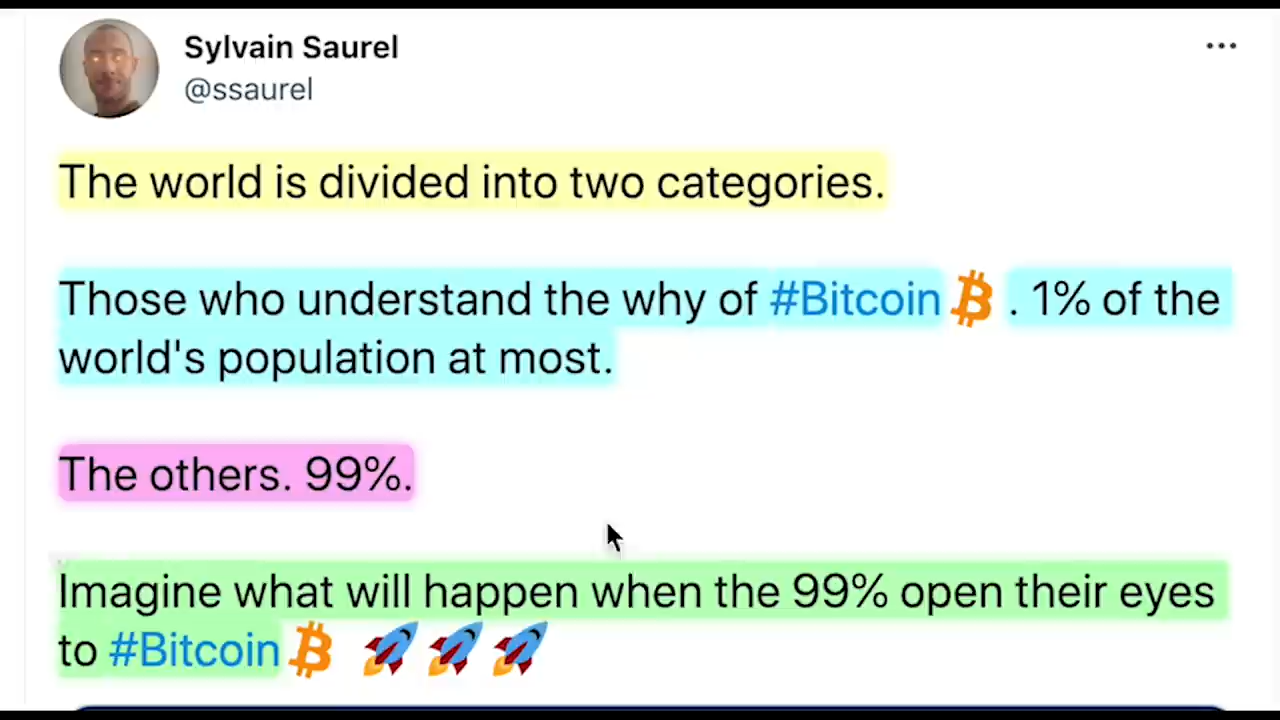 Sylvain Saurel
@ssaurel
The world is divided into two categories.
Those who understand the why of #Bitcoin . 1% of the
world's population at most.
The others. 99%.
Imagine what will happen when the 99% open their eyes
to #Bitcoin